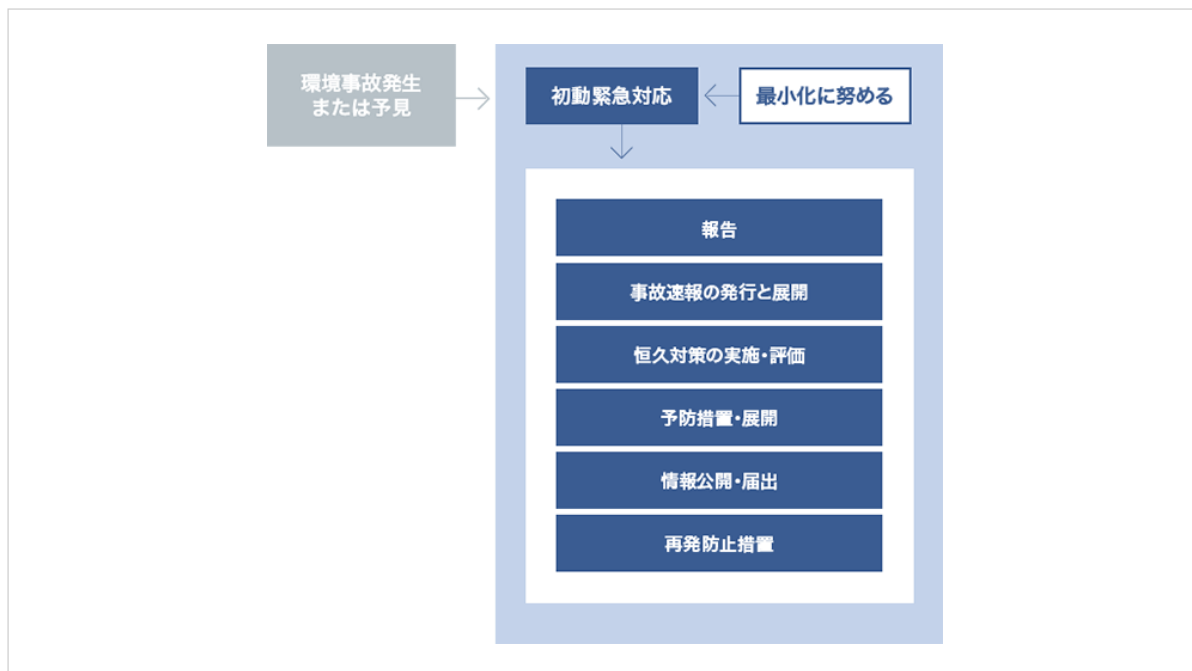 環境事故発生
または予見
初動緊急対応
最小化に努める
報告
事故速報の発行と展開
恒久対策の実施・評価
予防措置・展開
情報公開・届出
再発防止措置